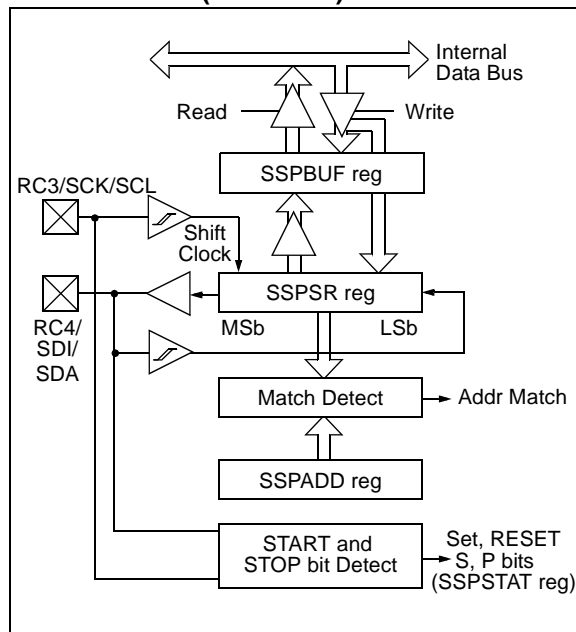 Internal
Data Bus
Read
Write
SSPBUF reg
RC3/SCK/SCL
Shift
Clock
SSPSR reg
MSb
LSb
RC4/
SDI/
SDA
Match Detect
Addr Match
SSPADD reg
START and
STOP bit Detect
Set, RESET
S, P bits
(SSPSTAT reg)